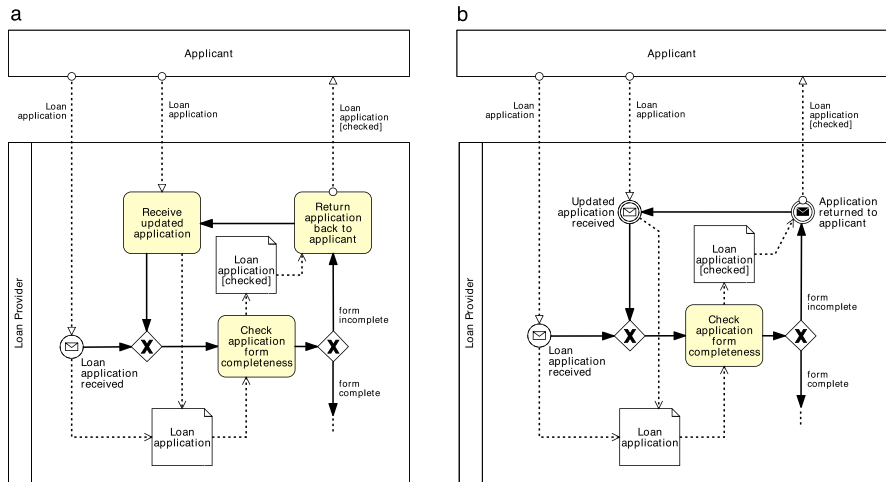 a
Applicant
Loan
application
Loan
application
Loan
application
[checked]
Loan Provider
Receive
updated
application
Return
application
back to
applicant
Loan
application
[checked]
form
incomplete
X
Check
application
form
completeness
X
Loan
application
received
form
complete
Loan
application
b
Applicant
Loan
application
Loan
application
Loan
application
[checked]
Loan Provider
Updated
application
received
Application
returned to
applicant
Loan
application
[checked]
form
incomplete
X
Check
application
form
completeness
X
Loan
application
received
form
complete
Loan
application